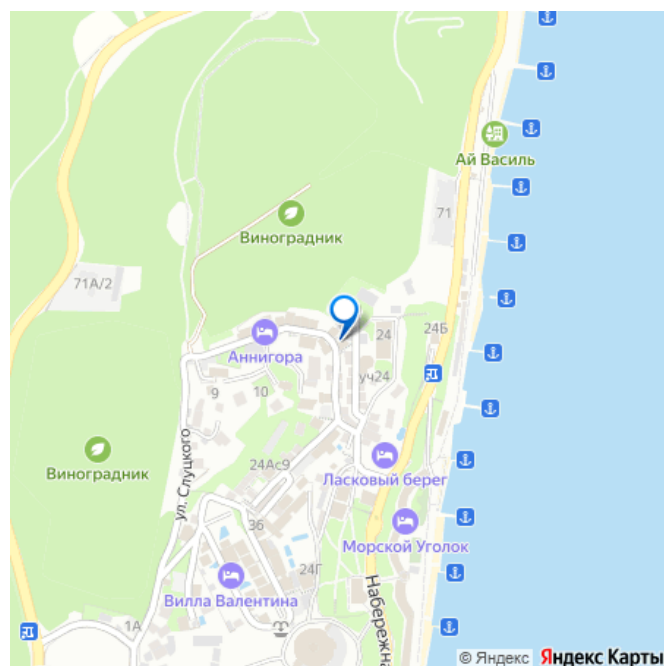 Ай Василь
71
Виноградник
71А/2
Аннигора
24
24Б
уч24
9
10
Виноградник
24Ас9
Ласковый берег
ул. Слуцкого
36
Морской Уголок
24Г
Вилла Валентина
Набережна
1А
© Яндекс Яндекс Карты